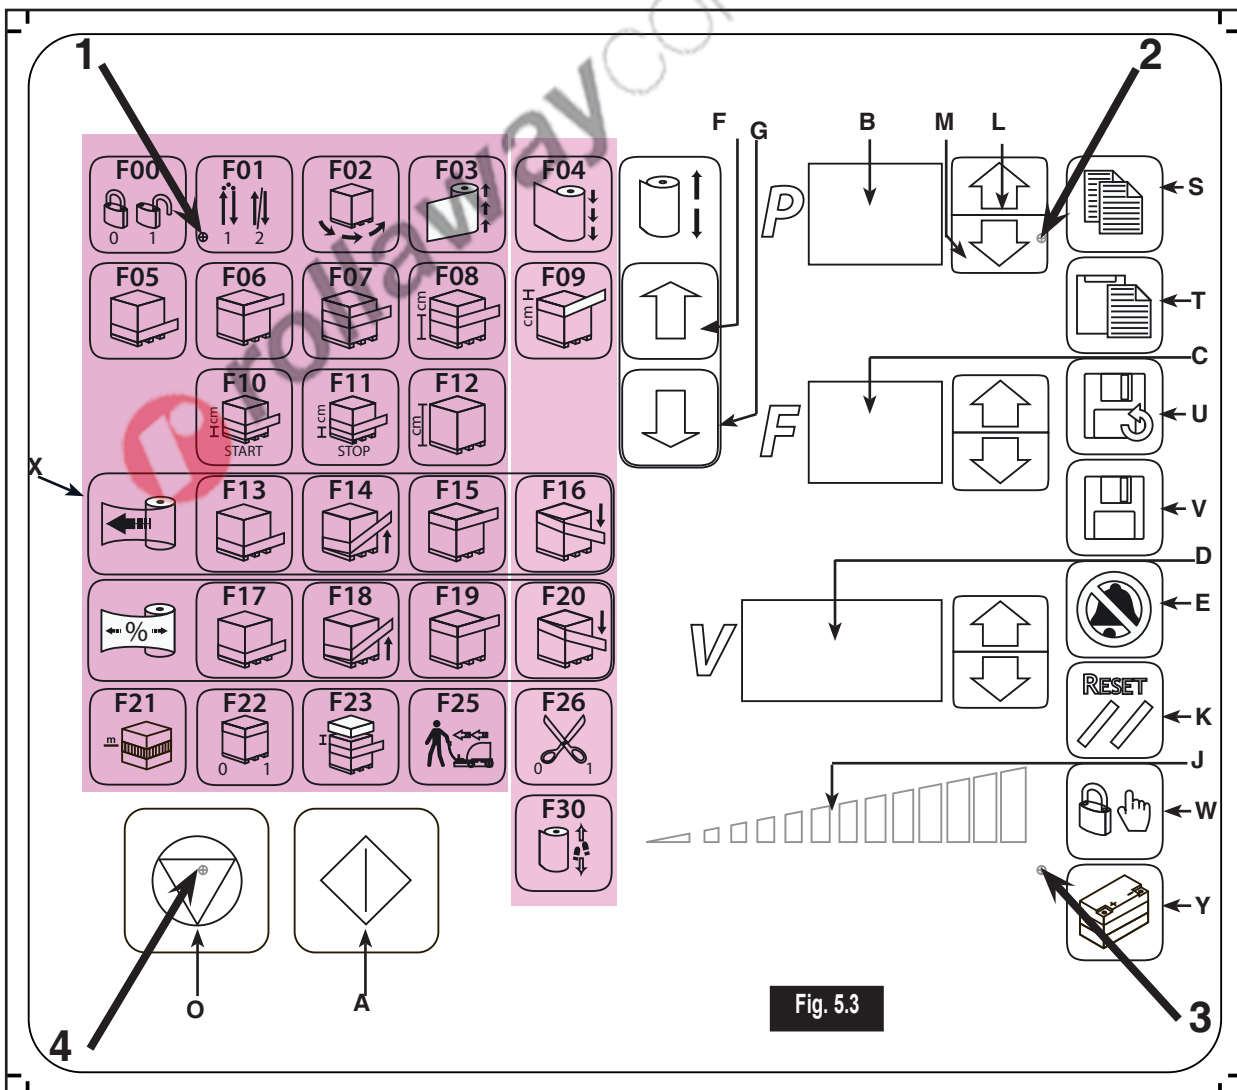 1
2
F
G
B
M
L
F00
0
1
F01
1
2
F02
F03
F04
P
S
F05
F06
F07
F08
cm
F09
cm
T
C
F10
cm
START
F11
cm
STOP
F12
cm
F
U
X
F13
F14
F15
F16
V
D
%
F17
F18
F19
F20
V
E
F21
m
F22
0
1
F23
F25
F26
0
1
RESET
K
J
F30
W
+
-
Y
O
A
Fig. 5.3
4
3
rollawaycon